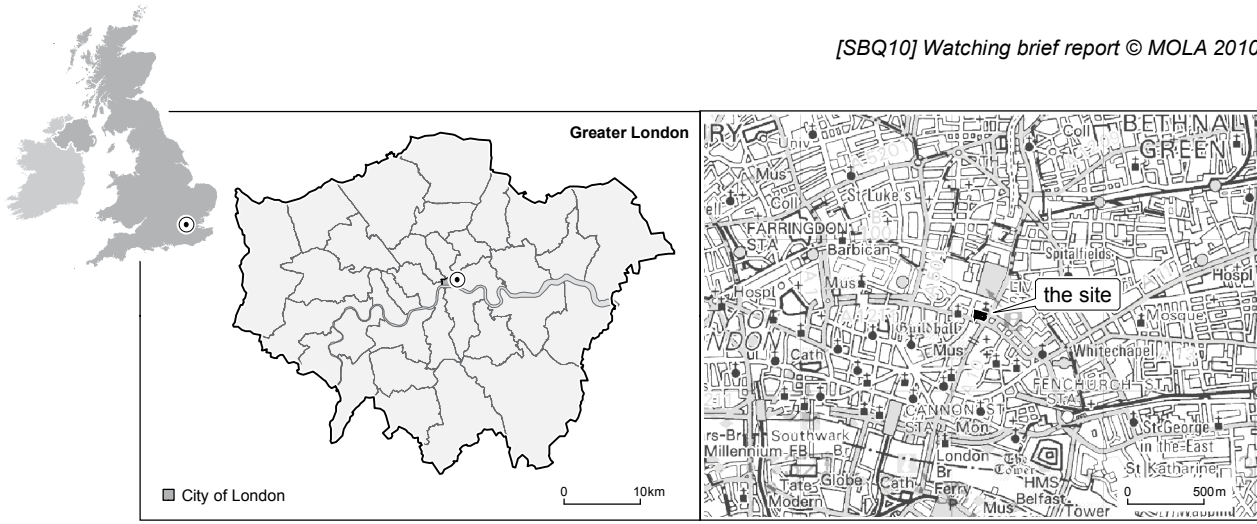 [SBQ10] Watching brief report © MOLA 2010
Greater London
City of London
0 10km
Univ
Coll
BETHNAL
GREEN
Mus
Coll
St Luke's
FARRINGDON
STA
Barbican
Spitalfields
Hospl
Hospl
Mus
the site
Mosque
Guildhall
Mus
Cath
Whitechapel
FENCHURCH ST
STA
CANNON ST
STA
Mon
St George
in the East
Southwark
Br
Millennium FB
London
Br
The
Tower
St Katharine
Tate
Modern
Globe
Cath
Ferry
HMS
Belfast
Mus
Tower
0 500m